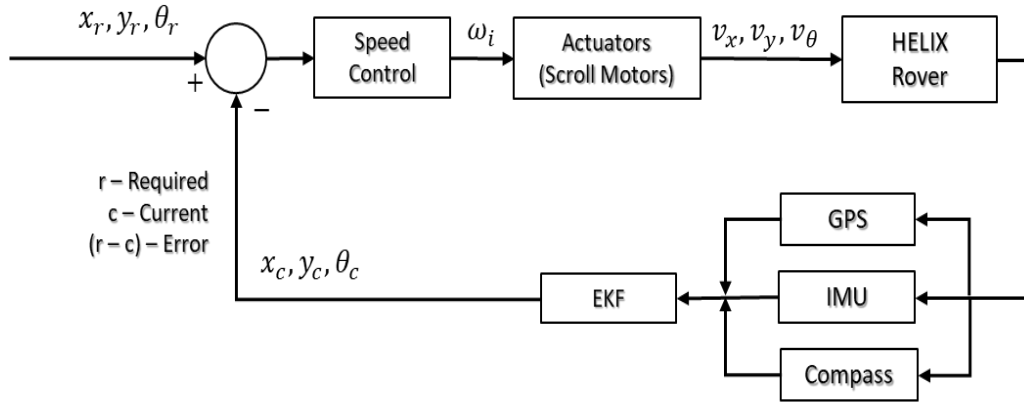 x_r, y_r, θ_r
+
−
Speed
Control
ω_i
Actuators
(Scroll Motors)
v_x, v_y, v_θ
HELIX
Rover
r – Required
c – Current
(r – c) – Error
x_c, y_c, θ_c
EKF
GPS
IMU
Compass